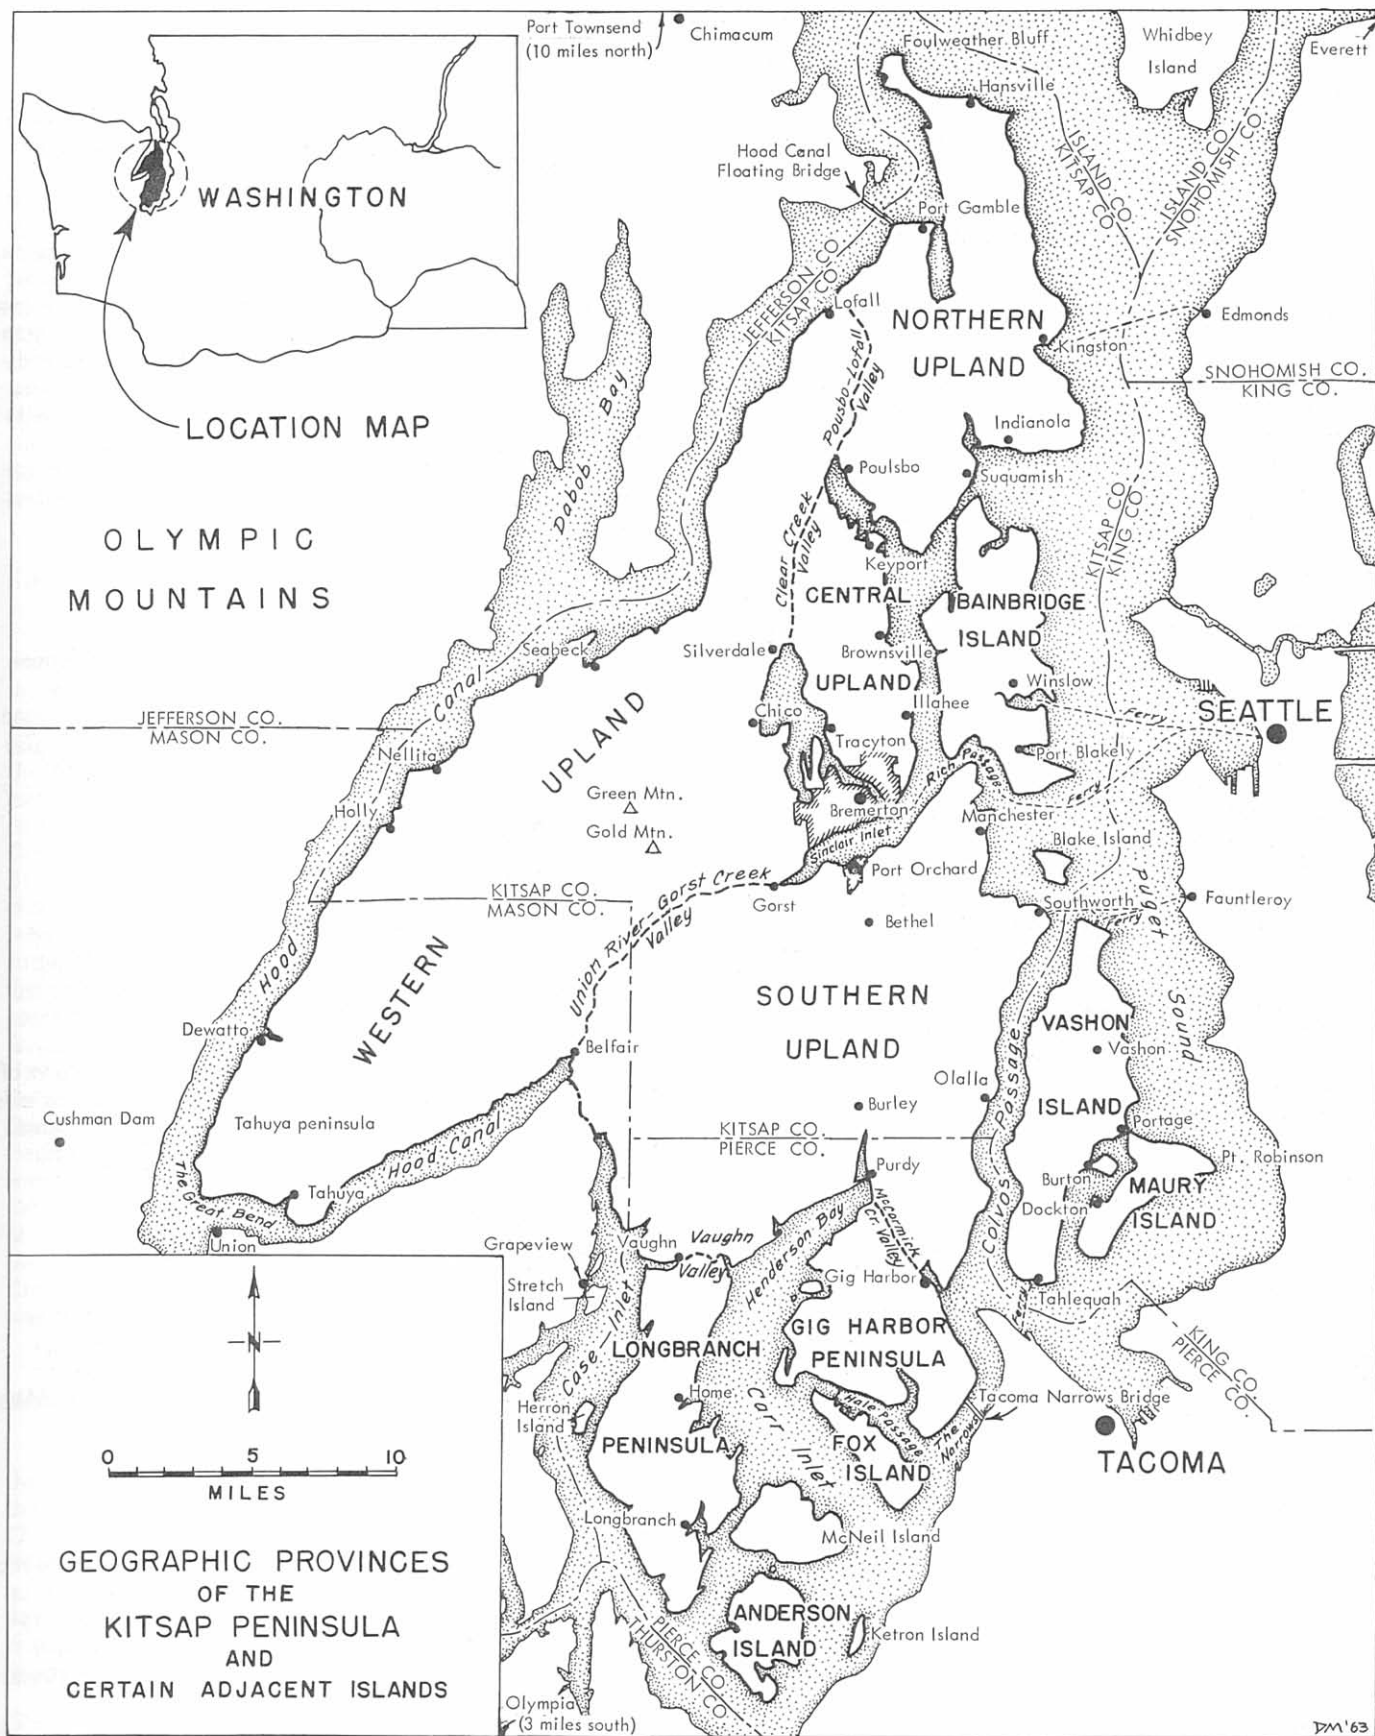 Port Townsend
(10 miles north)
Chimacum
Foulweather Bluff
Whidbey
Island
Everett
Hansville
ISLAND CO.
KITSAP CO
ISLAND CO.
SNOHOMISH CO
Hood Canal
Floating Bridge
WASHINGTON
Port Gamble
JEFFERSON CO
KITSAP CO.
Lofall
NORTHERN
UPLAND
Edmonds
Kingston
SNOHOMISH CO.
KING CO.
LOCATION MAP
Dabob Bay
Pousbo-Lofall
Valley
Indianola
Poulsbo
Suquamish
OLYMPIC
MOUNTAINS
Clear Creek
Valley
KITSAP CO
KING CO.
Keyport
CENTRAL
UPLAND
BAINBRIDGE
ISLAND
Seabeck
Silverdale
Brownsville
Winslow
Illahee
Ferry
SEATTLE
JEFFERSON CO.
MASON CO.
Canal
Chico
Tracyton
Port Blakely
Nellita
UPLAND
Rich Passage
Green Mtn.
Ferry
Holly
Bremerton
Manchester
Gold Mtn.
Sinclair Inlet
Blake Island
Port Orchard
KITSAP CO.
MASON CO.
Union River-Gorst Creek
Valley
Gorst
Puget
Southworth
Ferry
Fauntleroy
Bethel
Hood
WESTERN
SOUTHERN
UPLAND
Sound
Dewatto
VASHON
ISLAND
Vashon
Belfair
Olalla
Colvos Passage
Cushman Dam
Tahuya peninsula
Burley
Portage
KITSAP CO.
PIERCE CO.
Hood Canal
The Great Bend
Purdy
Burton
Pt. Robinson
Tahuya
McCormick
Cr. Valley
Dockton
MAURY
ISLAND
Union
Grapeview
Vaughn
Vaughn
Valley
Henderson Bay
Stretch
Island
Gig Harbor
Tahlequah
Ferry
Case Inlet
LONGBRANCH
PENINSULA
GIG HARBOR
PENINSULA
KING CO.
PIERCE CO.
N
Home
Carr Inlet
Hale Passage
Tacoma Narrows Bridge
Herron
Island
The Narrows
FOX
ISLAND
TACOMA
0 5 10
MILES
Longbranch
McNeil Island
GEOGRAPHIC PROVINCES
OF THE
KITSAP PENINSULA
AND
CERTAIN ADJACENT ISLANDS
ANDERSON
ISLAND
Ketron Island
PIERCE CO.
THURSTON CO.
Olympia
(3 miles south)
DM'63